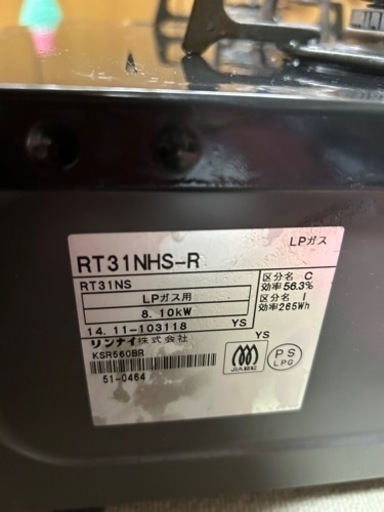 LPガス
RT31NHS-R
RT31NS
LPガス用
8.10kW
14.11-103118 YS
リンナイ株式会社 YS
KSR560BR
51-0464
区分名 C
効率56.3%
区分名 I
効率265Wh
JIA
PS
LPG